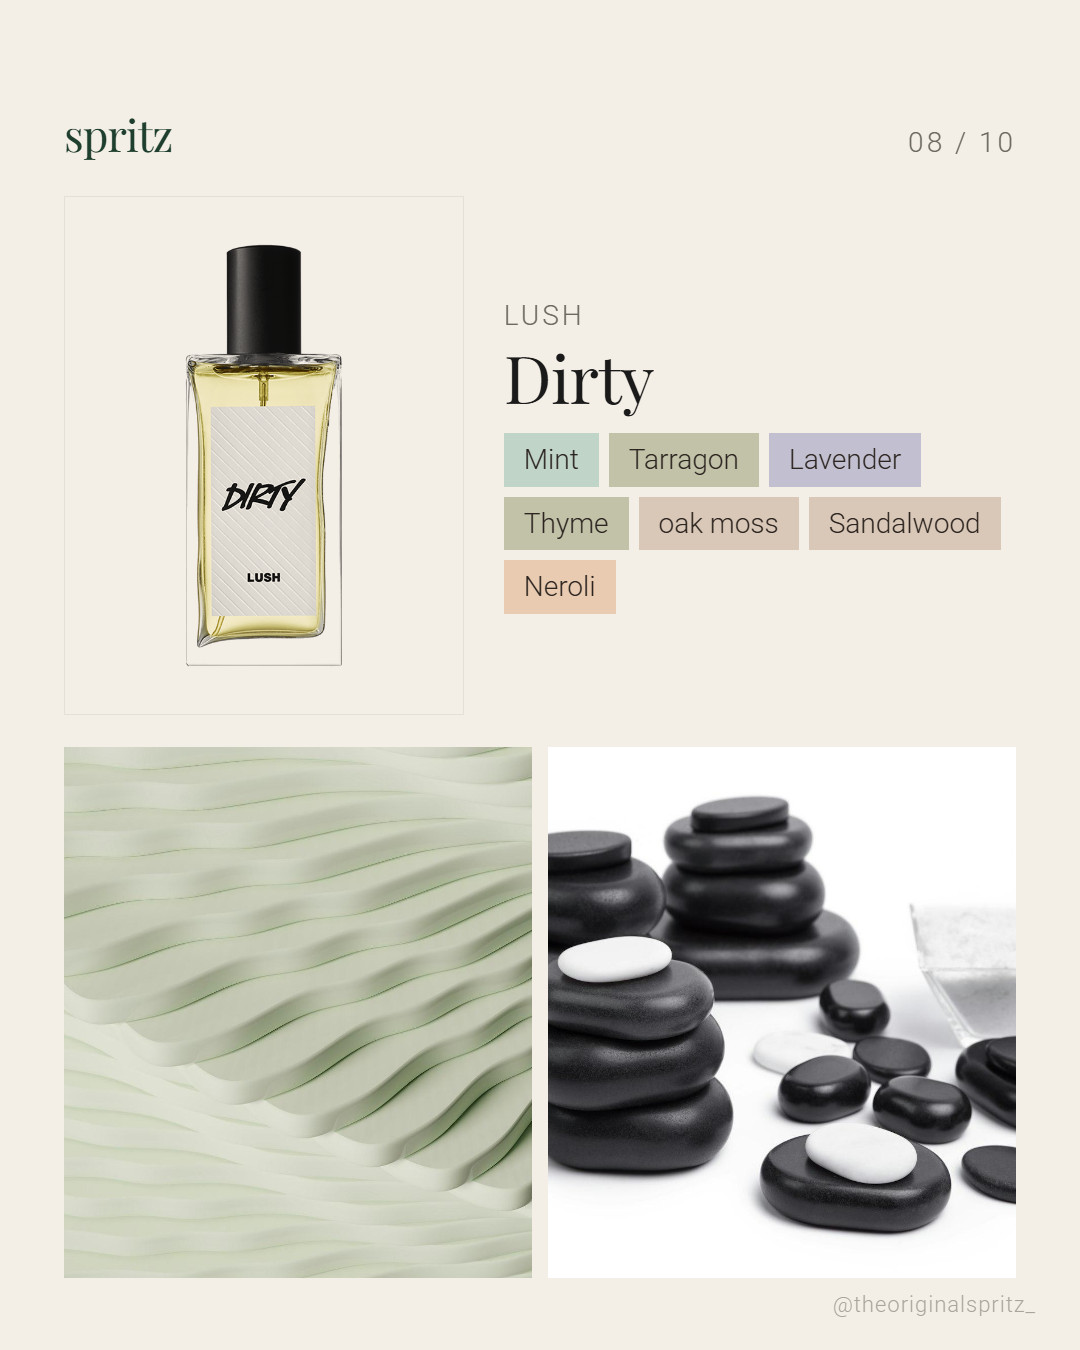 spritz
08 / 10
LUSH
Dirty
Mint Tarragon Lavender
Thyme oak moss Sandalwood
Neroli
DIRTY
LUSH
@theoriginalspritz_